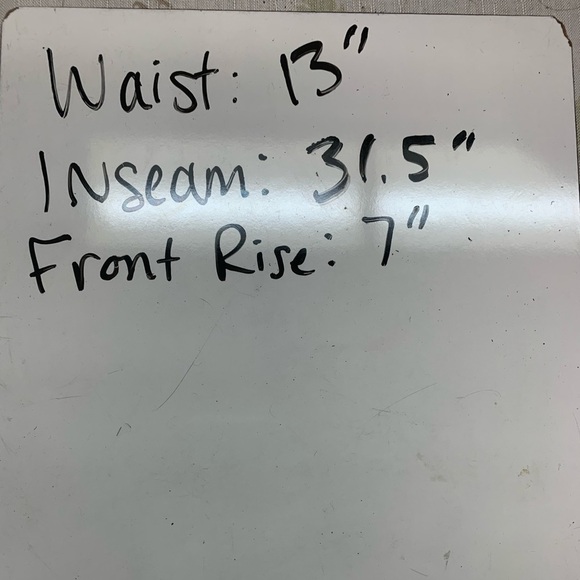 Waist: 13"
Inseam: 31.5"
Front Rise: 7"